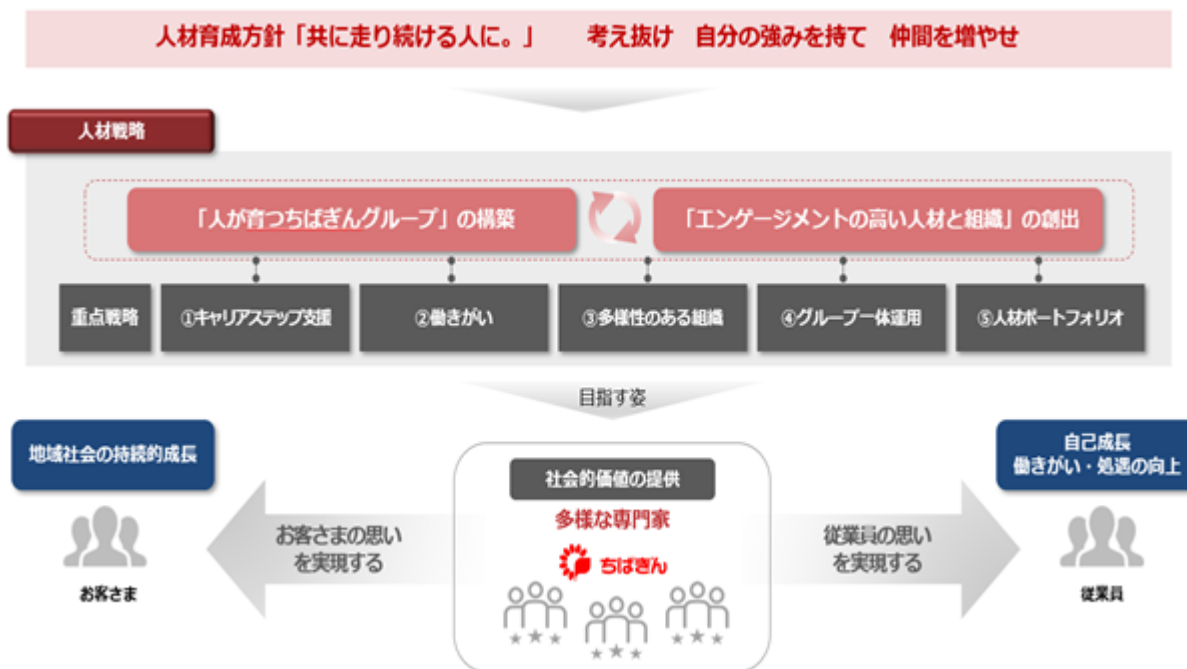 人材育成方針「共に走り続ける人に。」　　考え抜け　自分の強みを持て　仲間を増やせ
人材戦略
「人が育つちばぎんグループ」の構築
「エンゲージメントの高い人材と組織」の創出
重点戦略
①キャリアステップ支援
②働きがい
③多様性のある組織
④グループ一体運用
⑤人材ポートフォリオ
目指す姿
地域社会の持続的成長
お客さま
お客さまの思い
を実現する
社会的価値の提供
多様な専門家
ちばぎん
従業員の思い
を実現する
自己成長
働きがい・処遇の向上
従業員